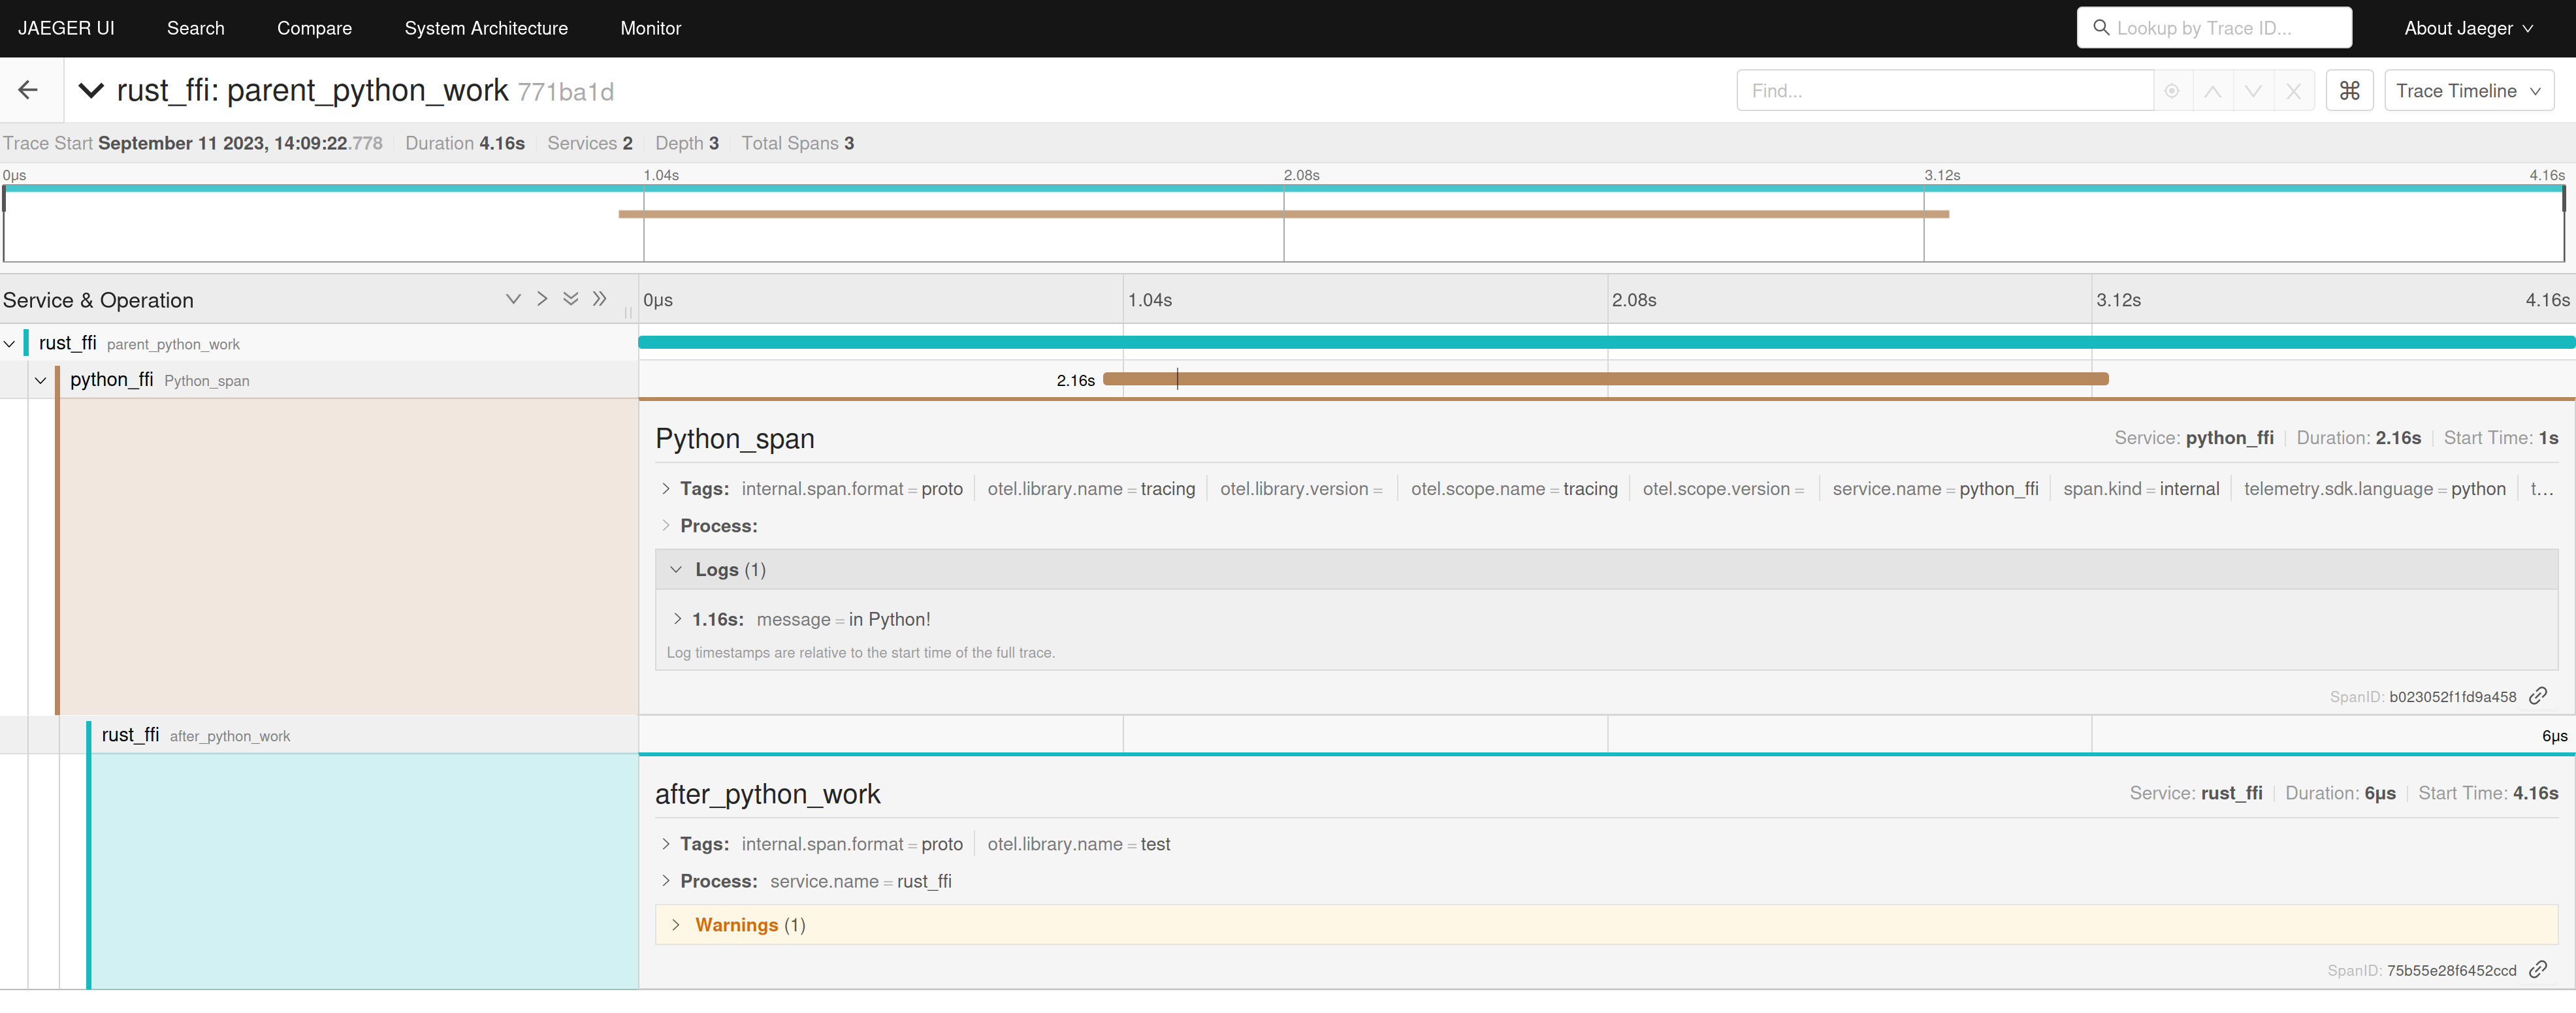 JAEGER UI Search Compare System Architecture Monitor Lookup by Trace ID... About Jaeger
rust_ffi: parent_python_work 771ba1d Find... Trace Timeline
Trace Start September 11 2023, 14:09:22.778 Duration 4.16s Services 2 Depth 3 Total Spans 3
0μs 1.04s 2.08s 3.12s 4.16s
Service & Operation 0μs 1.04s 2.08s 3.12s 4.16s
rust_ffi parent_python_work
python_ffi Python_span 2.16s
Python_span Service: python_ffi Duration: 2.16s Start Time: 1s
Tags: internal.span.format = proto otel.library.name = tracing otel.library.version = otel.scope.name = tracing otel.scope.version = service.name = python_ffi span.kind = internal telemetry.sdk.language = python t...
Process:
Logs (1)
1.16s: message = in Python!
Log timestamps are relative to the start time of the full trace.
SpanID: b023052f1fd9a458
rust_ffi after_python_work 6μs
after_python_work Service: rust_ffi Duration: 6μs Start Time: 4.16s
Tags: internal.span.format = proto otel.library.name = test
Process: service.name = rust_ffi
Warnings (1)
SpanID: 75b55e28f6452ccd